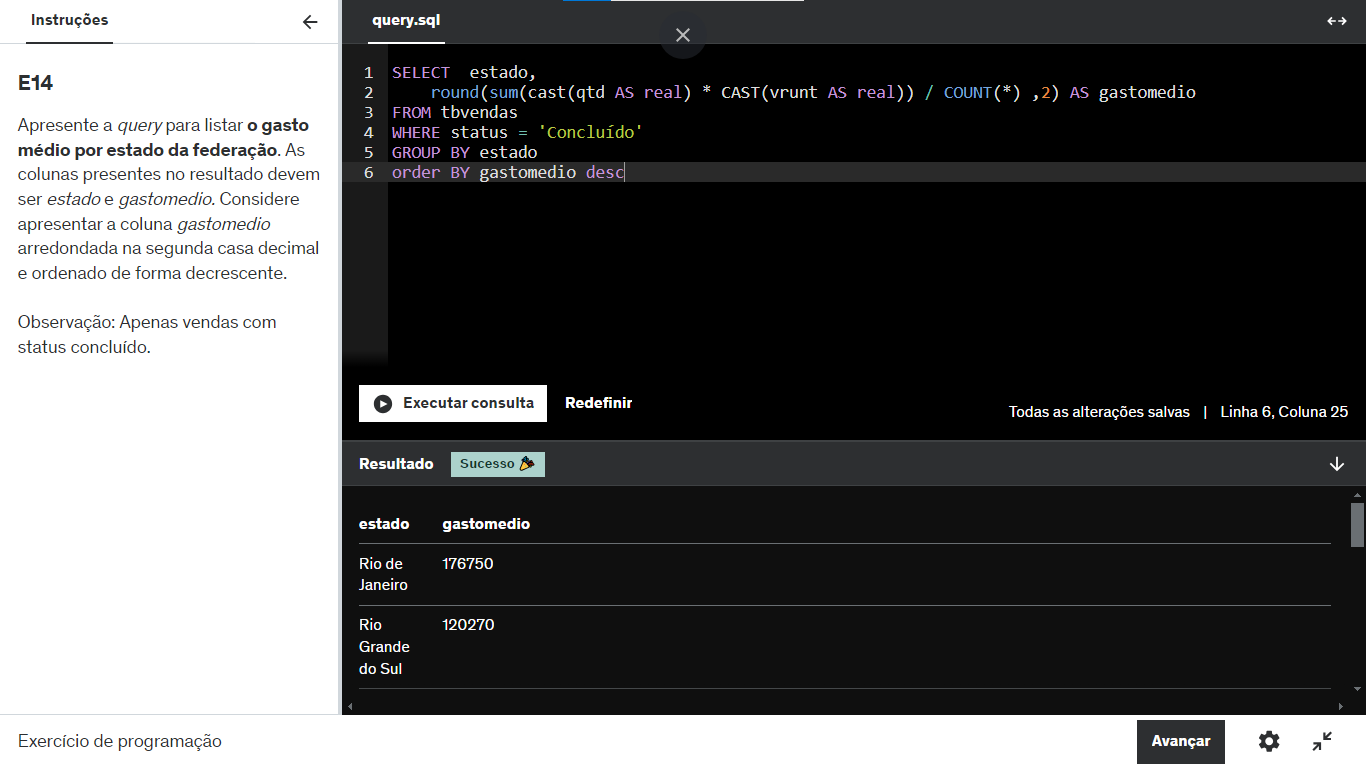 Instruções
E14
Apresente a query para listar o gasto
médio por estado da federação. As
colunas presentes no resultado devem
ser estado e gastomedio. Considere
apresentar a coluna gastomedio
arredondada na segunda casa decimal
e ordenado de forma decrescente.
Observação: Apenas vendas com
status concluído.
query.sql
1 SELECT  estado,
2     round(sum(cast(qtd AS real) * CAST(vrunt AS real)) / COUNT(*) ,2) AS gastomedio
3 FROM tbvendas
4 WHERE status = 'Concluído'
5 GROUP BY estado
6 order BY gastomedio desc
Executar consulta Redefinir
Todas as alterações salvas | Linha 6, Coluna 25
Resultado Sucesso
estado gastomedio
Rio de 176750
Janeiro
Rio 120270
Grande
do Sul
Exercício de programação Avançar